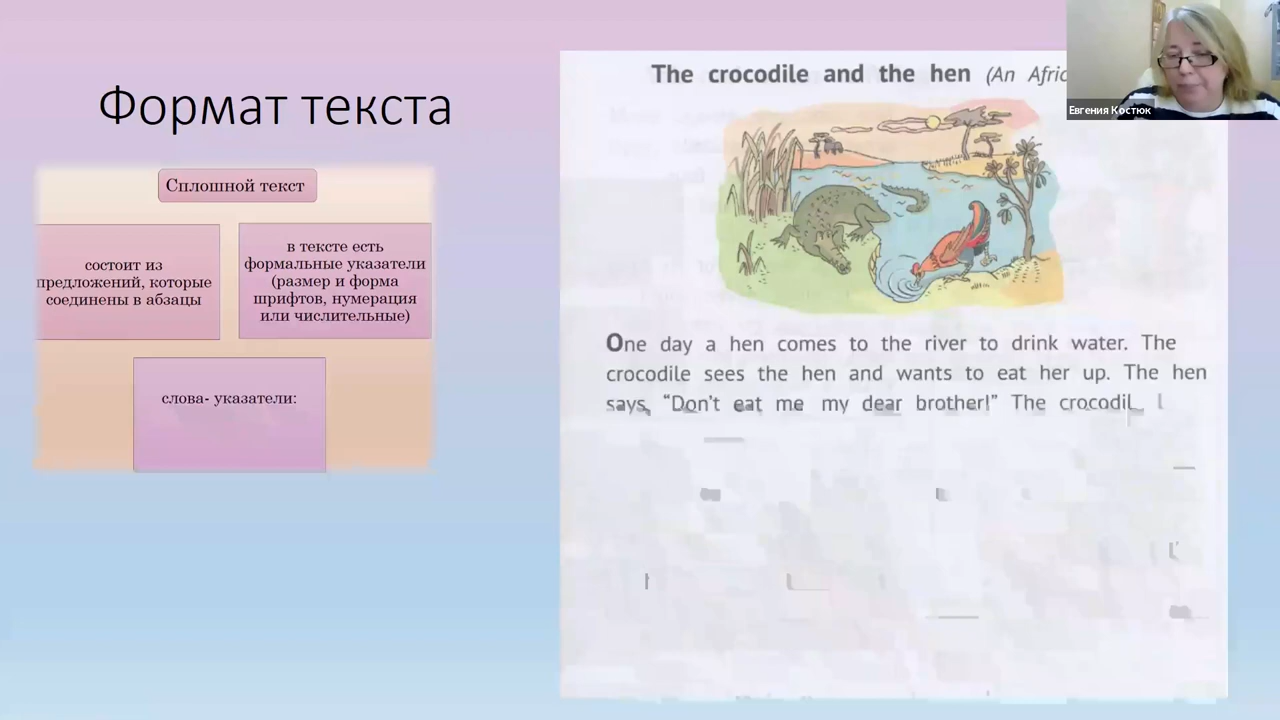 Формат текста
Сплошной текст
состоит из
предложений, которые
соединены в абзацы
в тексте есть
формальные указатели
(размер и форма
шрифтов, нумерация
или числительные)
слова- указатели:
The crocodile and the hen (An Afric
Евгения Костюк
One day a hen comes to the river to drink water. The
crocodile sees the hen and wants to eat her up. The hen
says, “Don't eat me my dear brother!” The crocodil